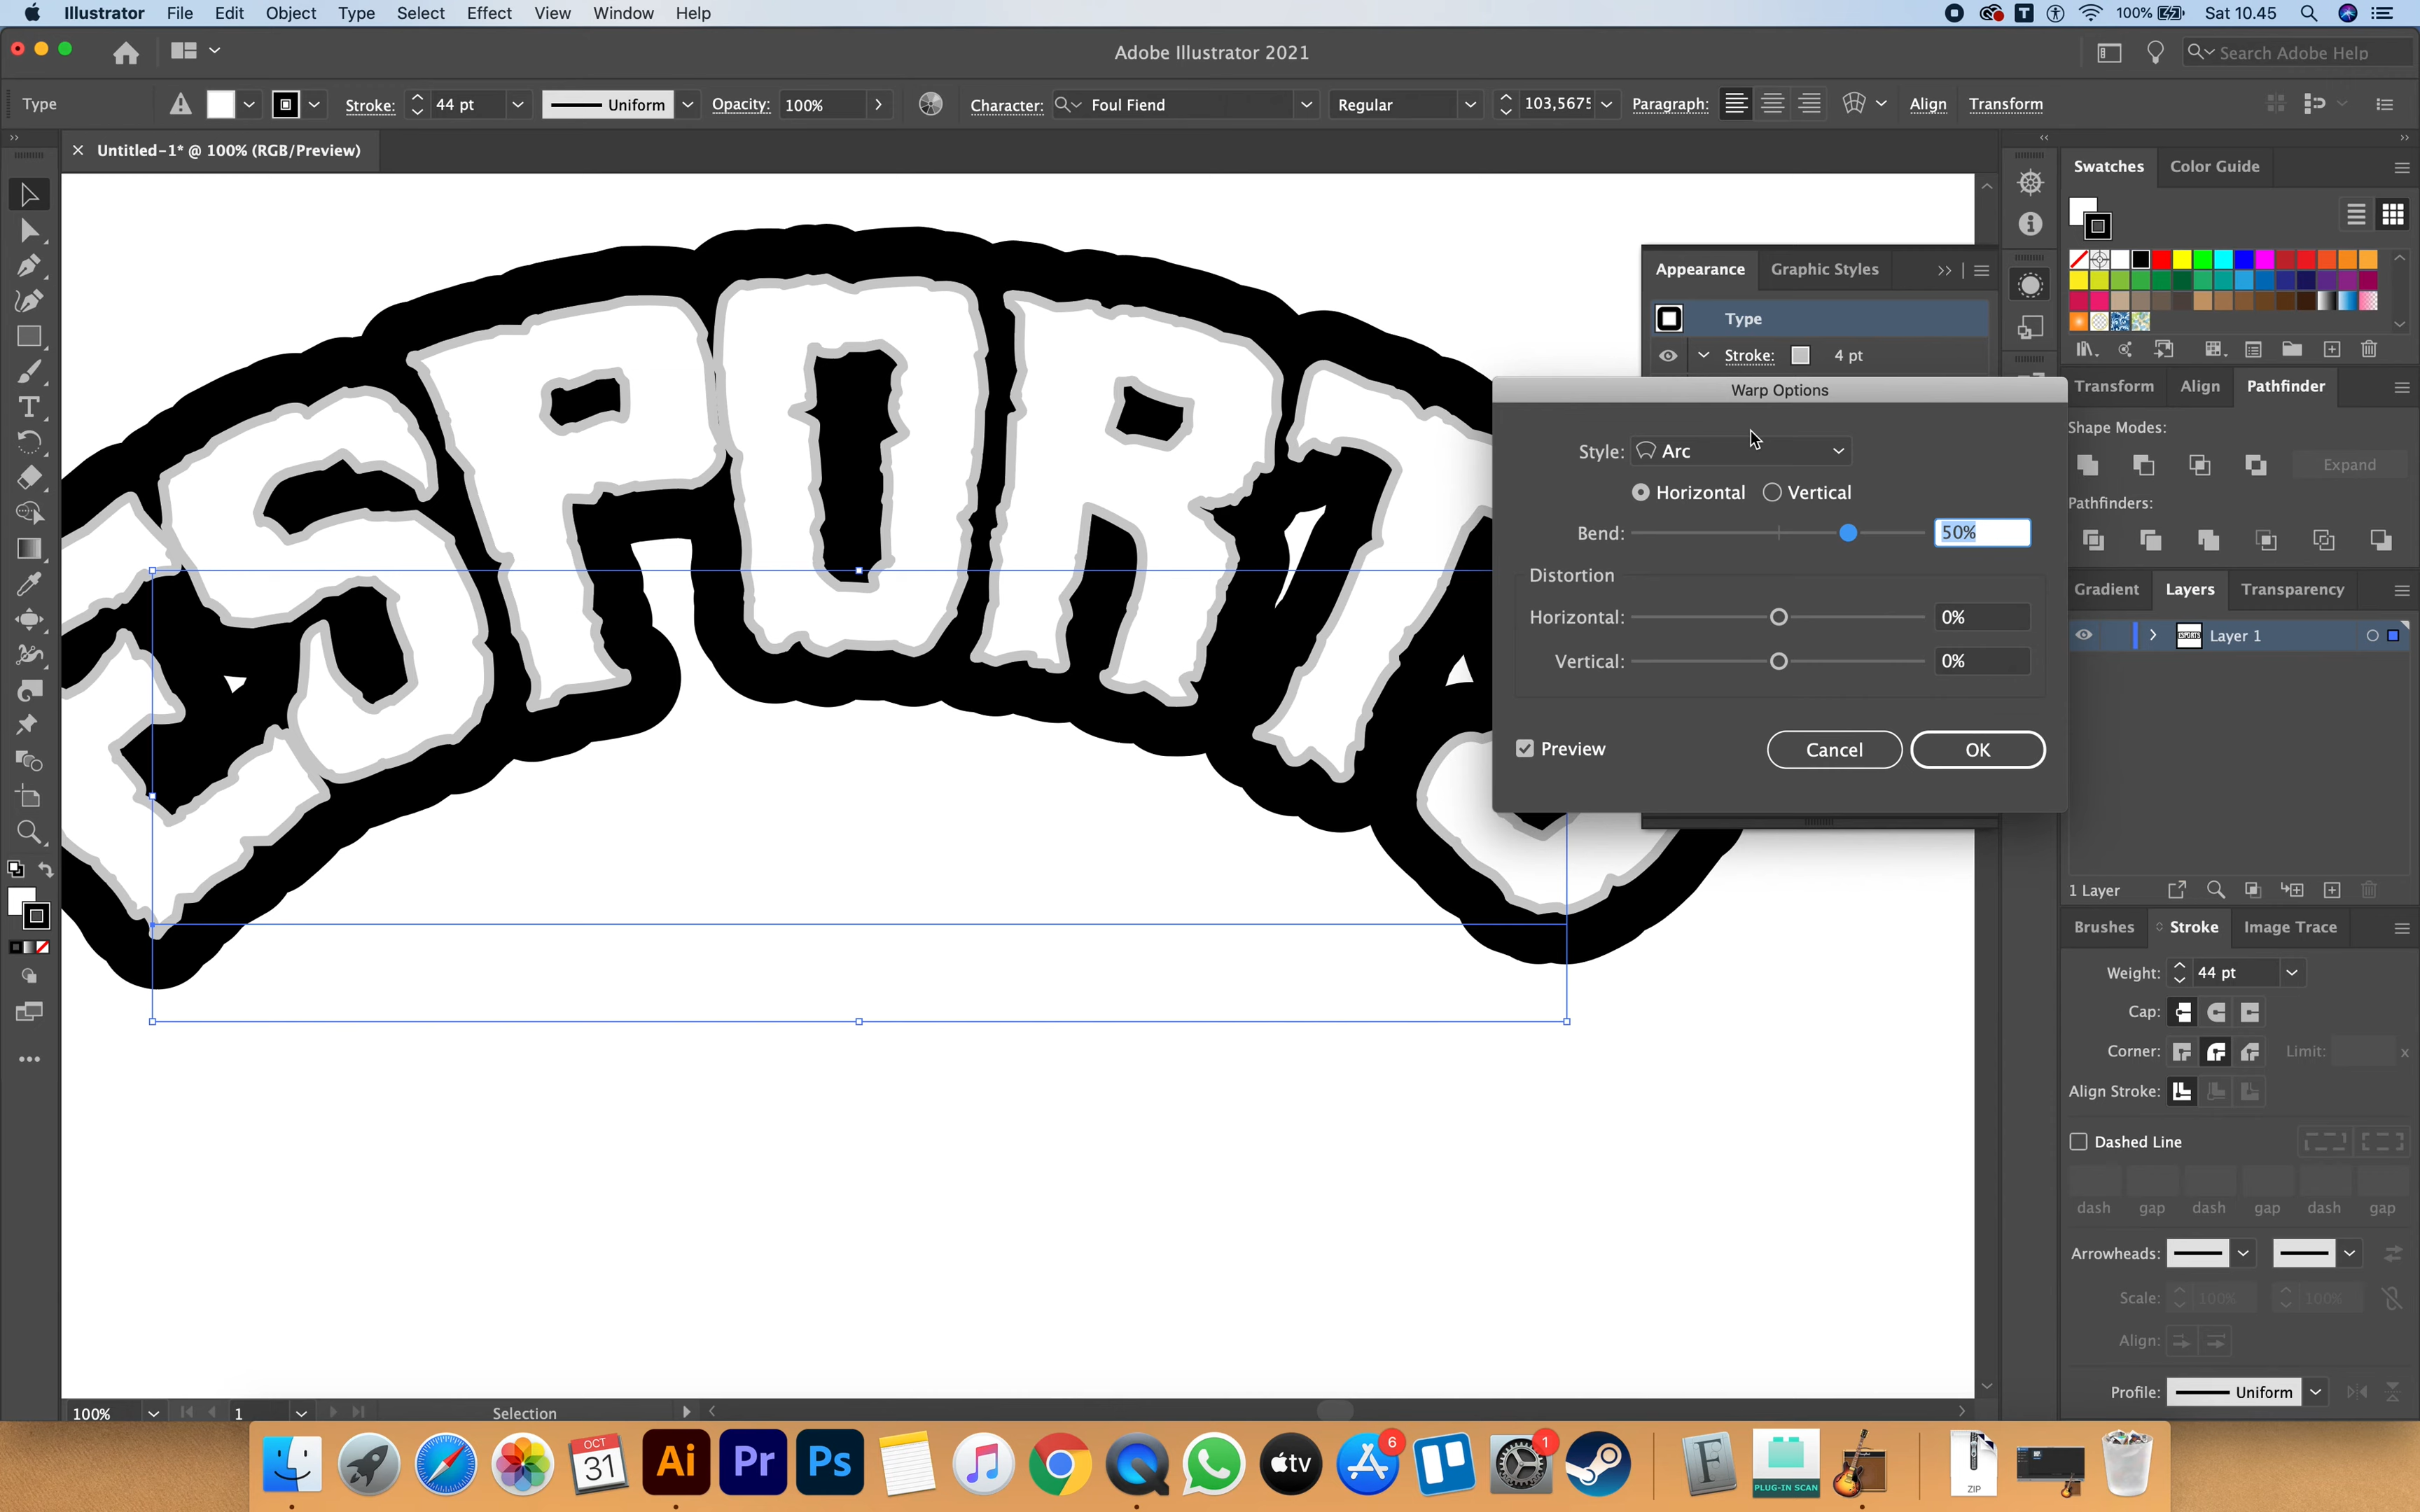 Illustrator File Edit Object Type Select Effect View Window Help
100% Sat 10.45
Adobe Illustrator 2021
Search Adobe Help
Type Stroke: 44 pt Uniform Opacity: 100% Character: Foul Fiend Regular Paragraph: Align Transform
Untitled-1* @ 100% (RGB/Preview)
Swatches Color Guide
ESPORTS
Appearance Graphic Styles
Type
Stroke: 4 pt
Warp Options
Style: Arc
Horizontal Vertical
Bend: 50%
Distortion
Horizontal: 0%
Vertical: 0%
Preview Cancel OK
Transform Align Pathfinder
Shape Modes:
Expand
Pathfinders:
Gradient Layers Transparency
Layer 1
1 Layer
Brushes Stroke Image Trace
Weight: 44 pt
Cap:
Corner: Limit: x
Align Stroke:
Dashed Line
dash gap dash gap dash gap
Arrowheads:
Scale: 100% 100%
Align:
Profile: Uniform
100% 1 Selection
OCT
31
Ai
Pr
Ps
tv
6
1
F
PLUG-IN SCAN
ZIP